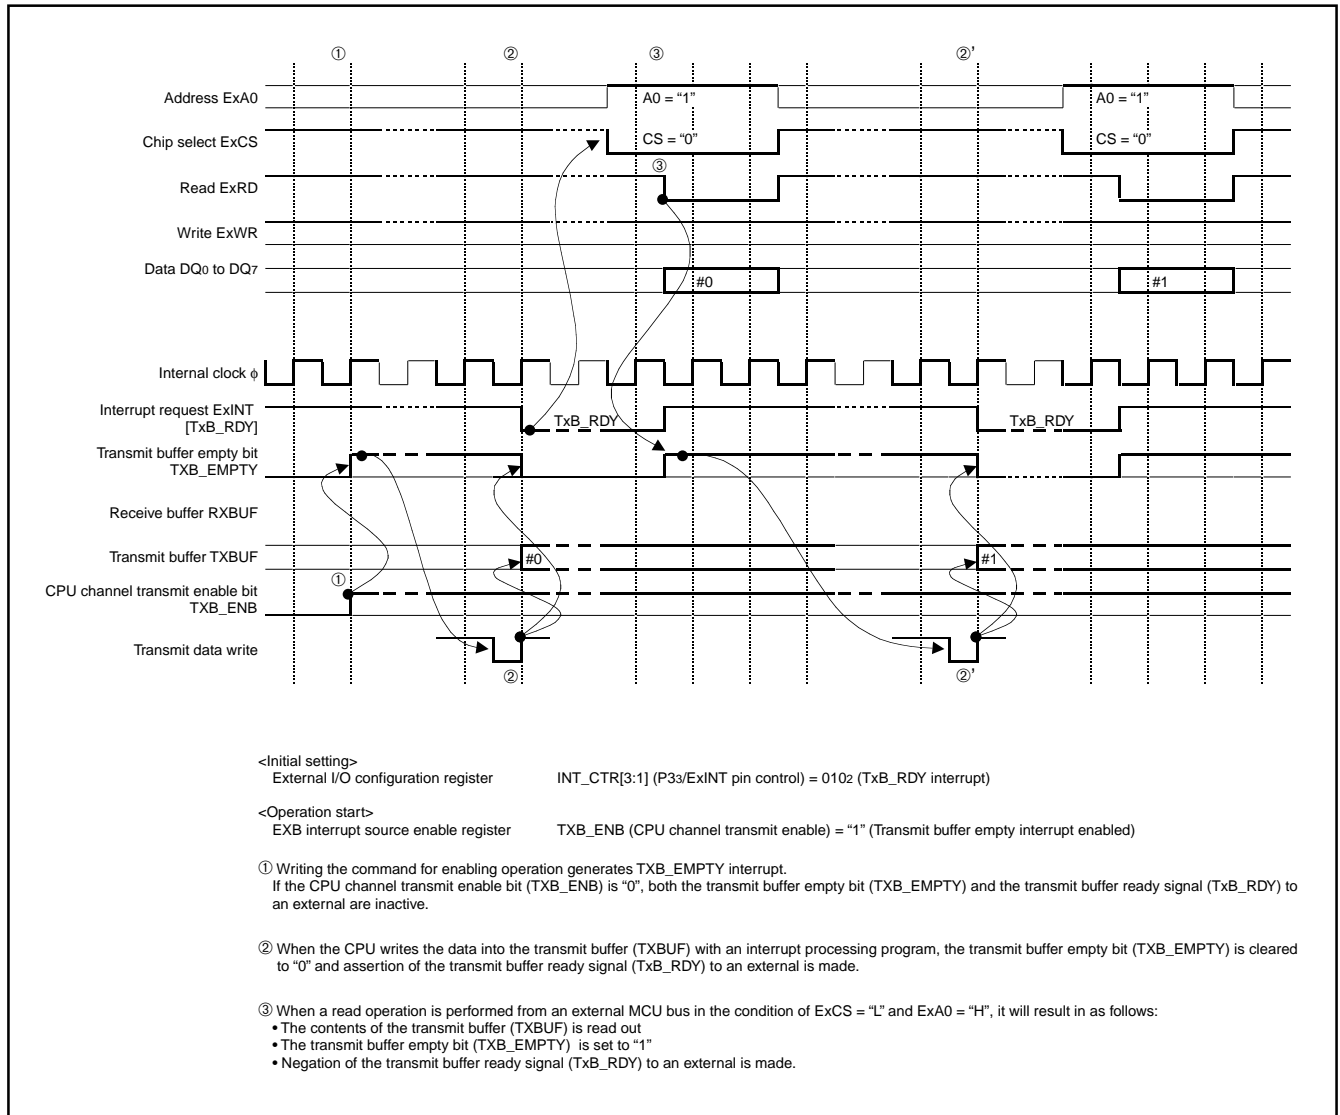 ① ② ③ ②’
Address ExA0
A0 = “1” A0 = “1”
Chip select ExCS
CS = “0” CS = “0”
③
Read ExRD
Write ExWR
Data DQ0 to DQ7
#0 #1
Internal clock ϕ
Interrupt request ExINT
[TxB_RDY]
TxB_RDY TxB_RDY
Transmit buffer empty bit
TXB_EMPTY
Receive buffer RXBUF
Transmit buffer TXBUF
#0 #1
①
CPU channel transmit enable bit
TXB_ENB
Transmit data write
② ②’
<Initial setting>
External I/O configuration register INT_CTR[3:1] (P33/ExINT pin control) = 0102 (TxB_RDY interrupt)
<Operation start>
EXB interrupt source enable register TXB_ENB (CPU channel transmit enable) = “1” (Transmit buffer empty interrupt enabled)
① Writing the command for enabling operation generates TXB_EMPTY interrupt.
If the CPU channel transmit enable bit (TXB_ENB) is “0”, both the transmit buffer empty bit (TXB_EMPTY) and the transmit buffer ready signal (TxB_RDY) to
an external are inactive.
② When the CPU writes the data into the transmit buffer (TXBUF) with an interrupt processing program, the transmit buffer empty bit (TXB_EMPTY) is cleared
to “0” and assertion of the transmit buffer ready signal (TxB_RDY) to an external is made.
③ When a read operation is performed from an external MCU bus in the condition of ExCS = “L” and ExA0 = “H”, it will result in as follows:
• The contents of the transmit buffer (TXBUF) is read out
• The transmit buffer empty bit (TXB_EMPTY) is set to “1”
• Negation of the transmit buffer ready signal (TxB_RDY) to an external is made.